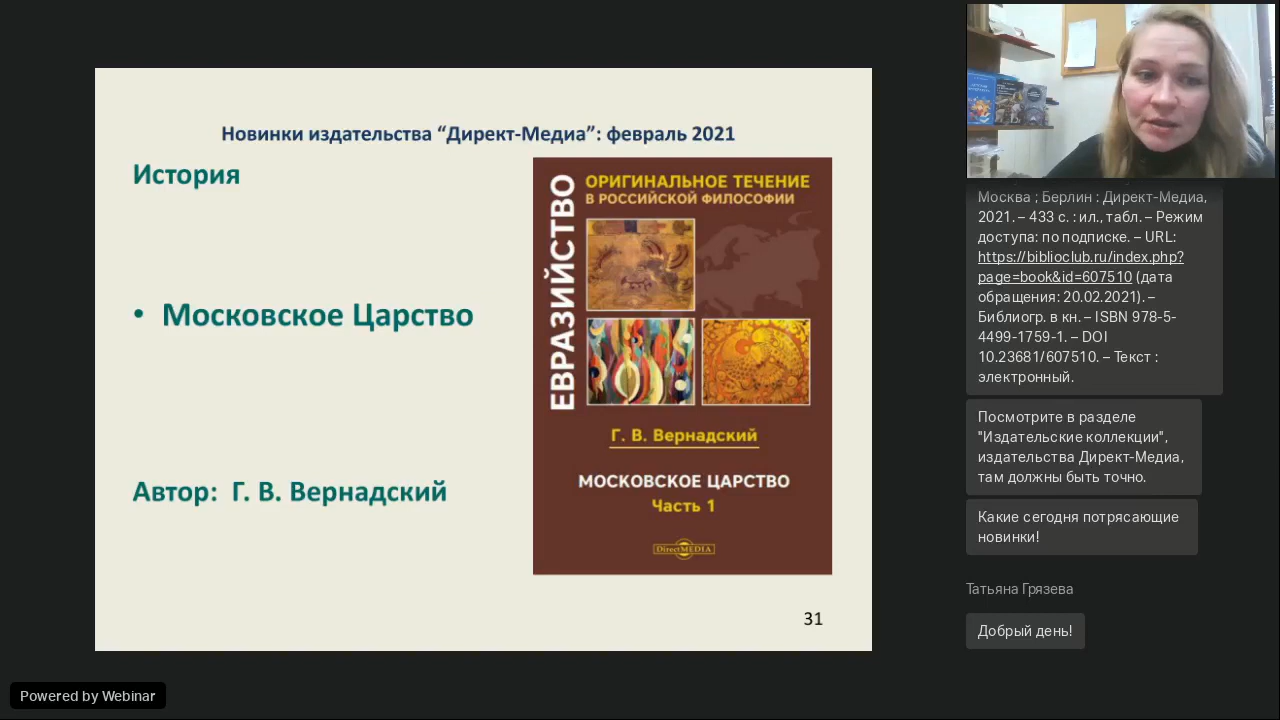 Новинки издательства “Директ-Медиа”: февраль 2021
История
• Московское Царство
Автор: Г. В. Вернадский
ЕВРАЗИЙСТВО
ОРИГИНАЛЬНОЕ ТЕЧЕНИЕ
В РОССИЙСКОЙ ФИЛОСОФИИ
Г. В. Вернадский
МОСКОВСКОЕ ЦАРСТВО
Часть 1
DirectMEDIA
31
Москва ; Берлин : Директ-Медиа,
2021. – 433 с. : ил., табл. – Режим
доступа: по подписке. – URL:
https://biblioclub.ru/index.php?
page=book&id=607510 (дата
обращения: 20.02.2021). –
Библиогр. в кн. – ISBN 978-5-
4499-1759-1. – DOI
10.23681/607510. – Текст :
электронный.
Посмотрите в разделе
"Издательские коллекции",
издательства Директ-Медиа,
там должны быть точно.
Какие сегодня потрясающие
новинки!
Татьяна Грязева
Добрый день!
Powered by Webinar